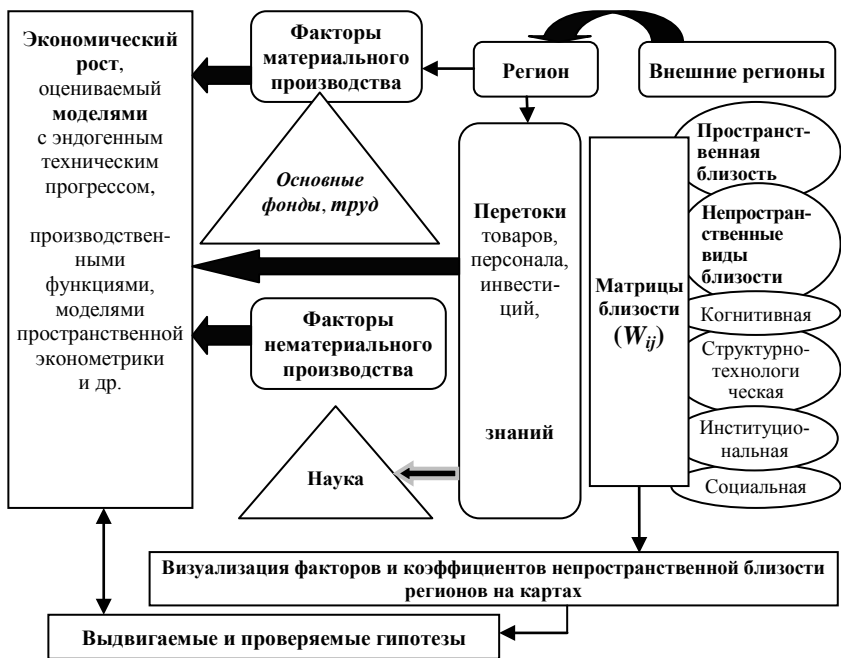 Экономический
рост,
оцениваемый
моделями
с эндогенным
техническим
прогрессом,
производствен-
ными
функциями,
моделями
пространственной
эконометрики
и др.
Факторы
материального
производства
Основные
фонды, труд
Факторы
нематериального
производства
Наука
Регион
Внешние регионы
Перетоки
товаров,
персонала,
инвести-
ций,
знаний
Матрицы
близости
(Wij)
Пространст-
венная
близость
Непростран-
ственные
виды
близости
Когнитивная
Структурно-
технологи
ческая
Институцио-
нальная
Социальная
Визуализация факторов и коэффициентов непространственной близости
регионов на картах
Выдвигаемые и проверяемые гипотезы